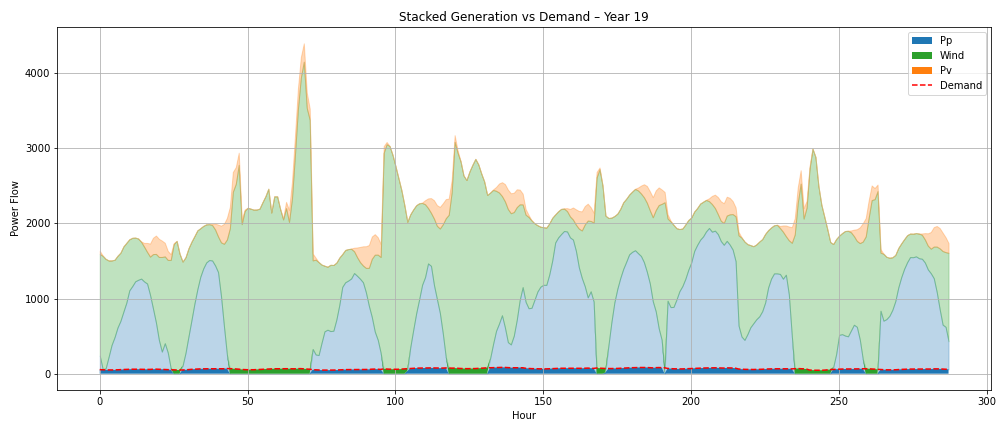 Stacked Generation vs Demand – Year 19
Pp
Wind
Pv
Demand
Power Flow
4000
3000
2000
1000
0
0 50 100 150 200 250 300
Hour